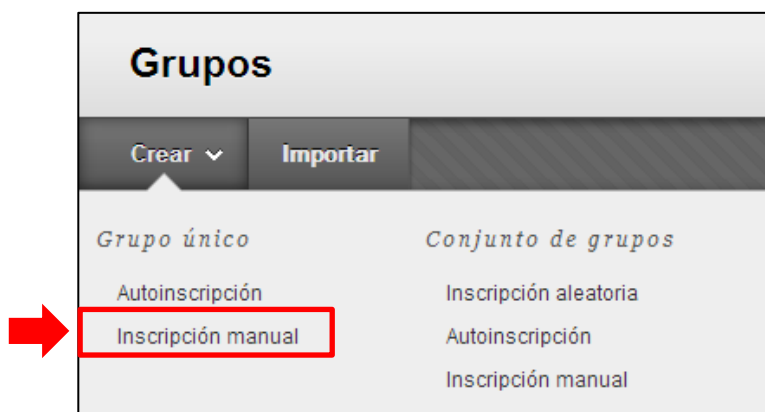 Grupos
Crear
Importar
Grupo único
Conjunto de grupos
Autoinscripción
Inscripción aleatoria
Inscripción manual
Autoinscripción
Inscripción manual